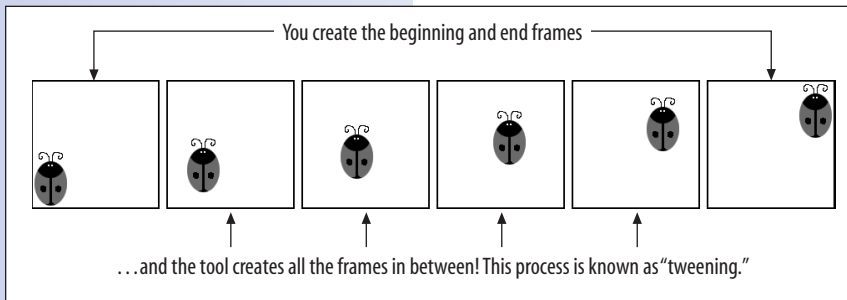 You create the beginning and end frames
...and the tool creates all the frames in between! This process is known as “tweening.”